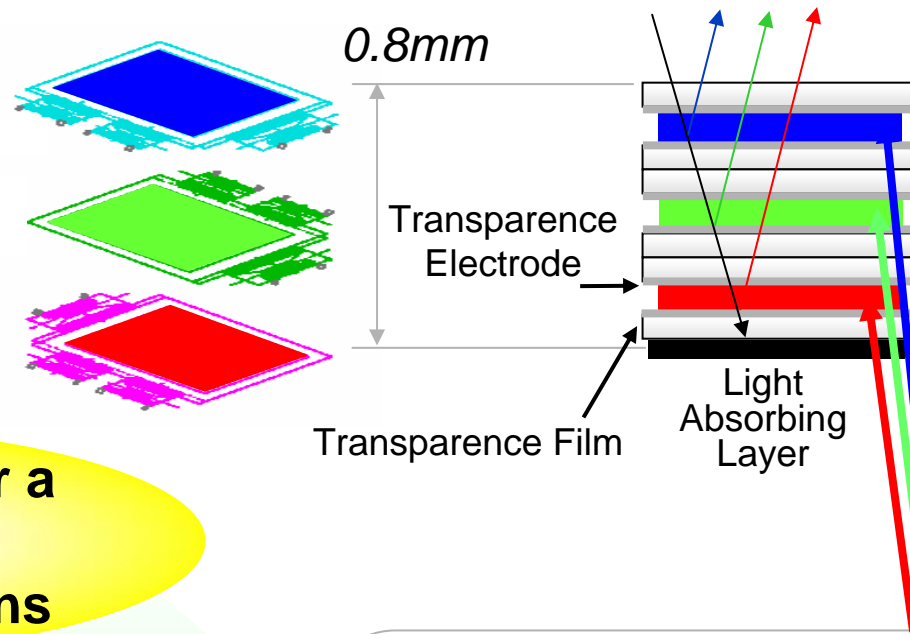 0.8mm
Transparence
Electrode
Transparence Film
Light
Absorbing
Layer
r a
ns